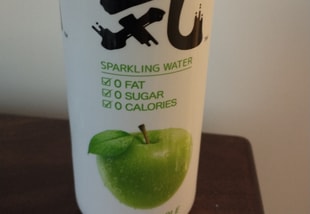 SPARKLING WATER
☑ 0 FAT
☑ 0 SUGAR
☑ 0 CALORIES